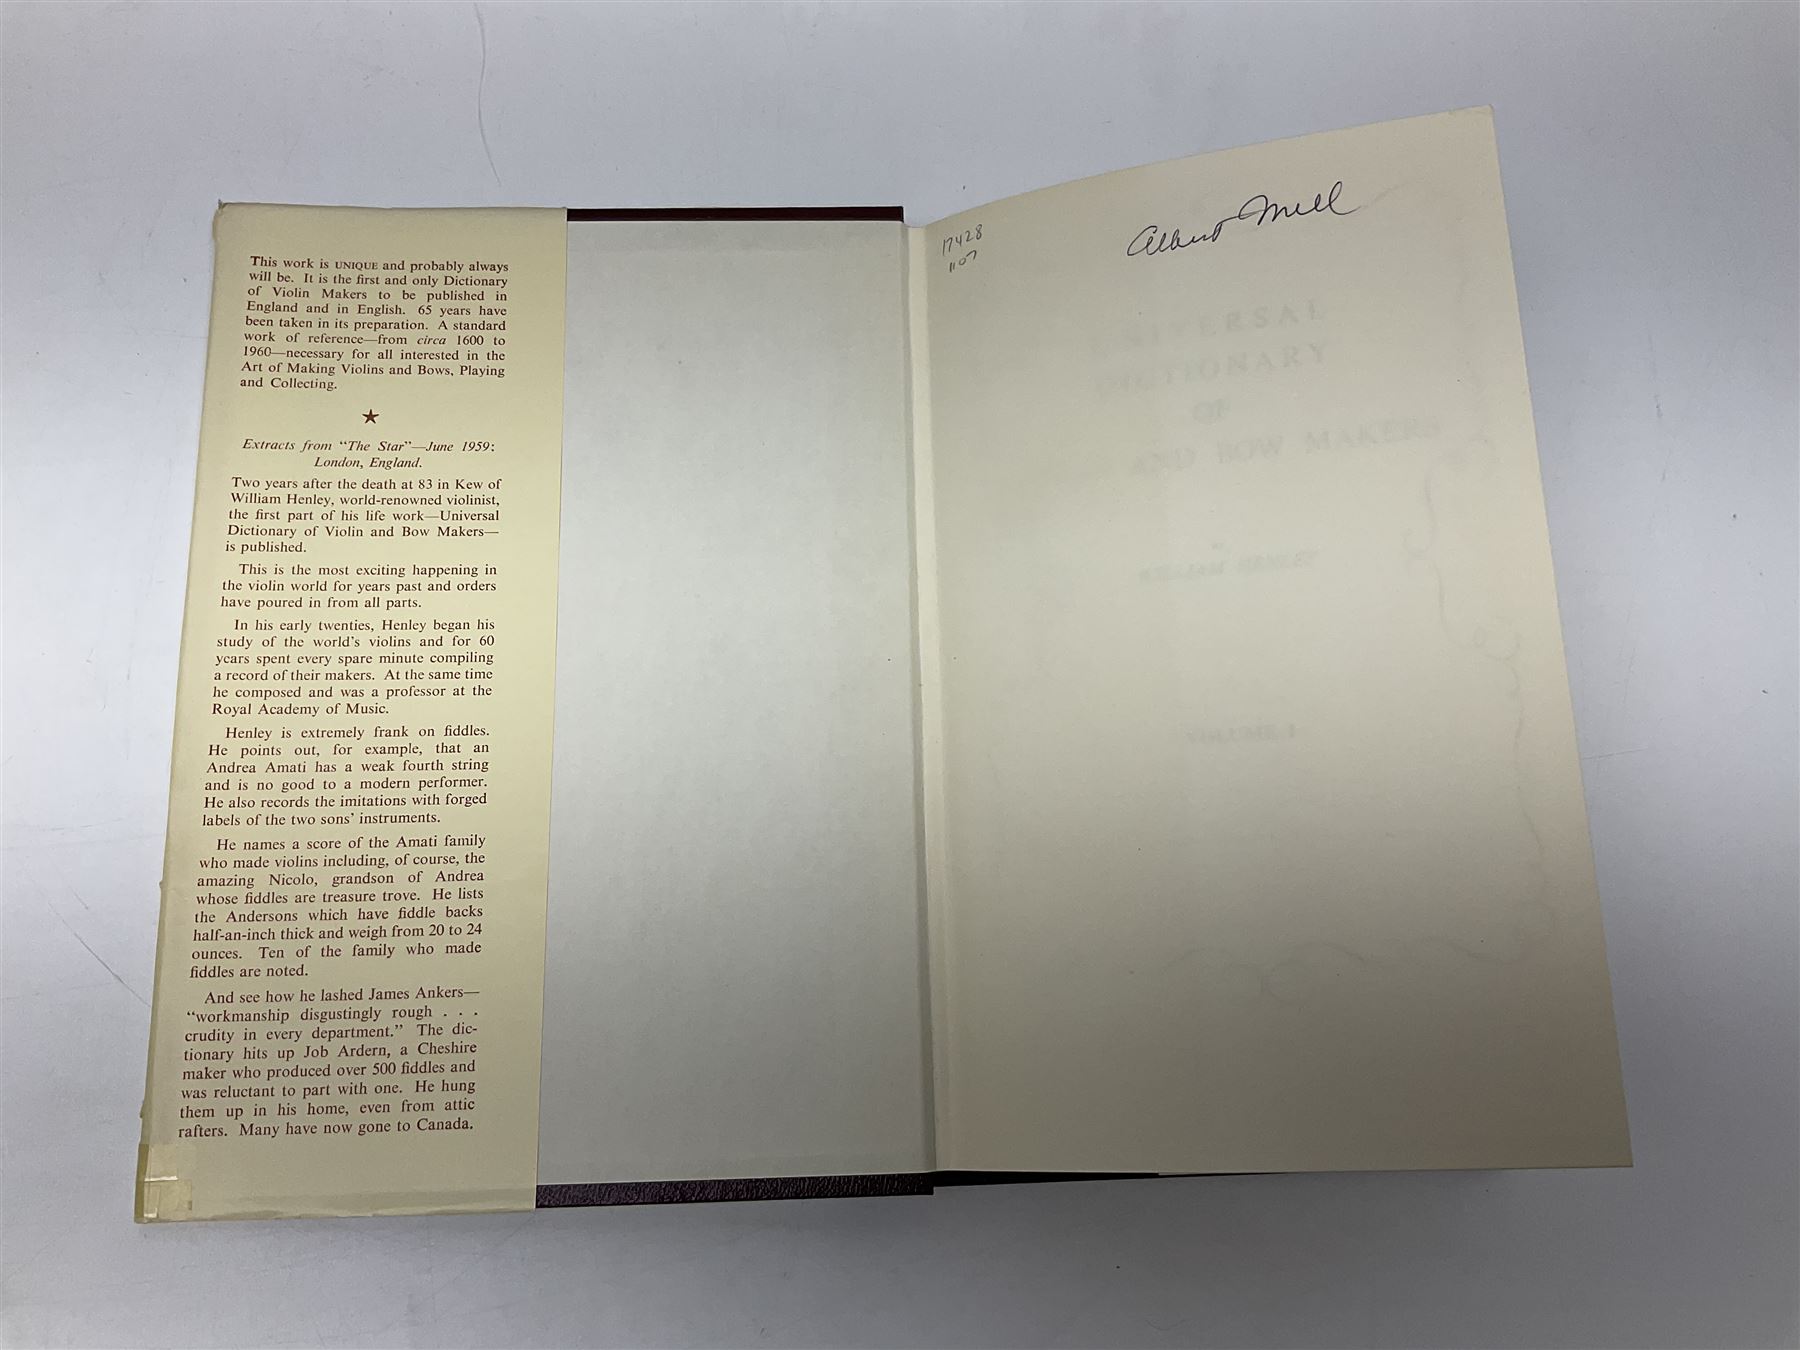 This work is UNIQUE and probably always
will be. It is the first and only Dictionary
of Violin Makers to be published in
England and in English. 65 years have
been taken in its preparation. A standard
work of reference—from circa 1600 to
1960—necessary for all interested in the
Art of Making Violins and Bows, Playing
and Collecting.
★
Extracts from "The Star"—June 1959:
London, England.
Two years after the death at 83 in Kew of
William Henley, world-renowned violinist,
the first part of his life work—Universal
Dictionary of Violin and Bow Makers—
is published.
This is the most exciting happening in
the violin world for years past and orders
have poured in from all parts.
In his early twenties, Henley began his
study of the world's violins and for 60
years spent every spare minute compiling
a record of their makers. At the same time
he composed and was a professor at the
Royal Academy of Music.
Henley is extremely frank on fiddles.
He points out, for example, that an
Andrea Amati has a weak fourth string
and is no good to a modern performer.
He also records the imitations with forged
labels of the two sons' instruments.
He names a score of the Amati family
who made violins including, of course, the
amazing Nicolo, grandson of Andrea
whose fiddles are treasure trove. He lists
the Andersons which have fiddle backs
half-an-inch thick and weigh from 20 to 24
ounces. Ten of the family who made
fiddles are noted.
And see how he lashed James Ankers—
"workmanship disgustingly rough . . .
crudity in every department." The dic-
tionary hits up Job Ardern, a Cheshire
maker who produced over 500 fiddles and
was reluctant to part with one. He hung
them up in his home, even from attic
rafters. Many have now gone to Canada.
17428
1107
Albert Mell
DICTIONARY
OF
AND BOW MAKERS
VOLUME 1